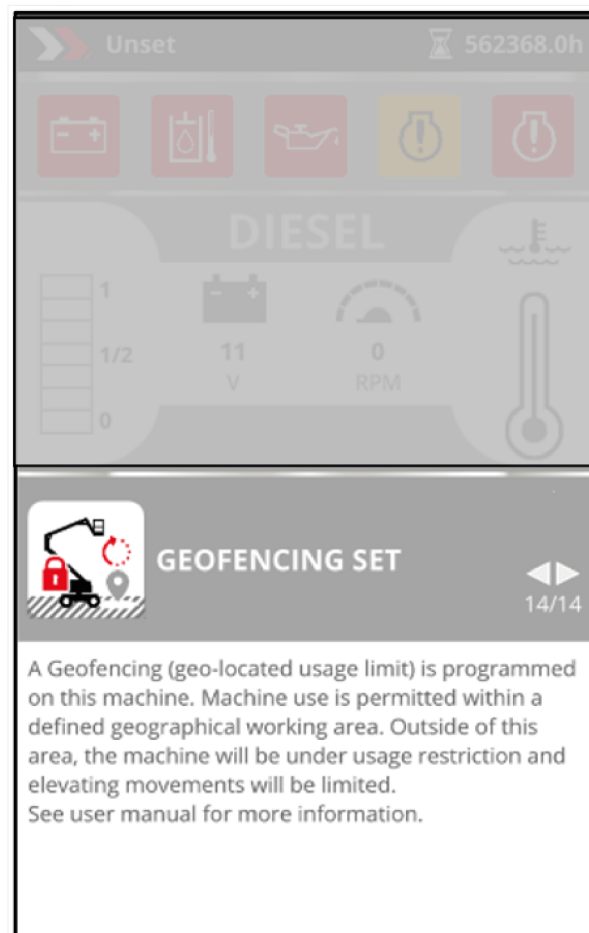 Unset
562368.0h
DIESEL
1
1/2
0
11
V
0
RPM
GEOFENCING SET
14/14
A Geofencing (geo-located usage limit) is programmed
on this machine. Machine use is permitted within a
defined geographical working area. Outside of this
area, the machine will be under usage restriction and
elevating movements will be limited.
See user manual for more information.